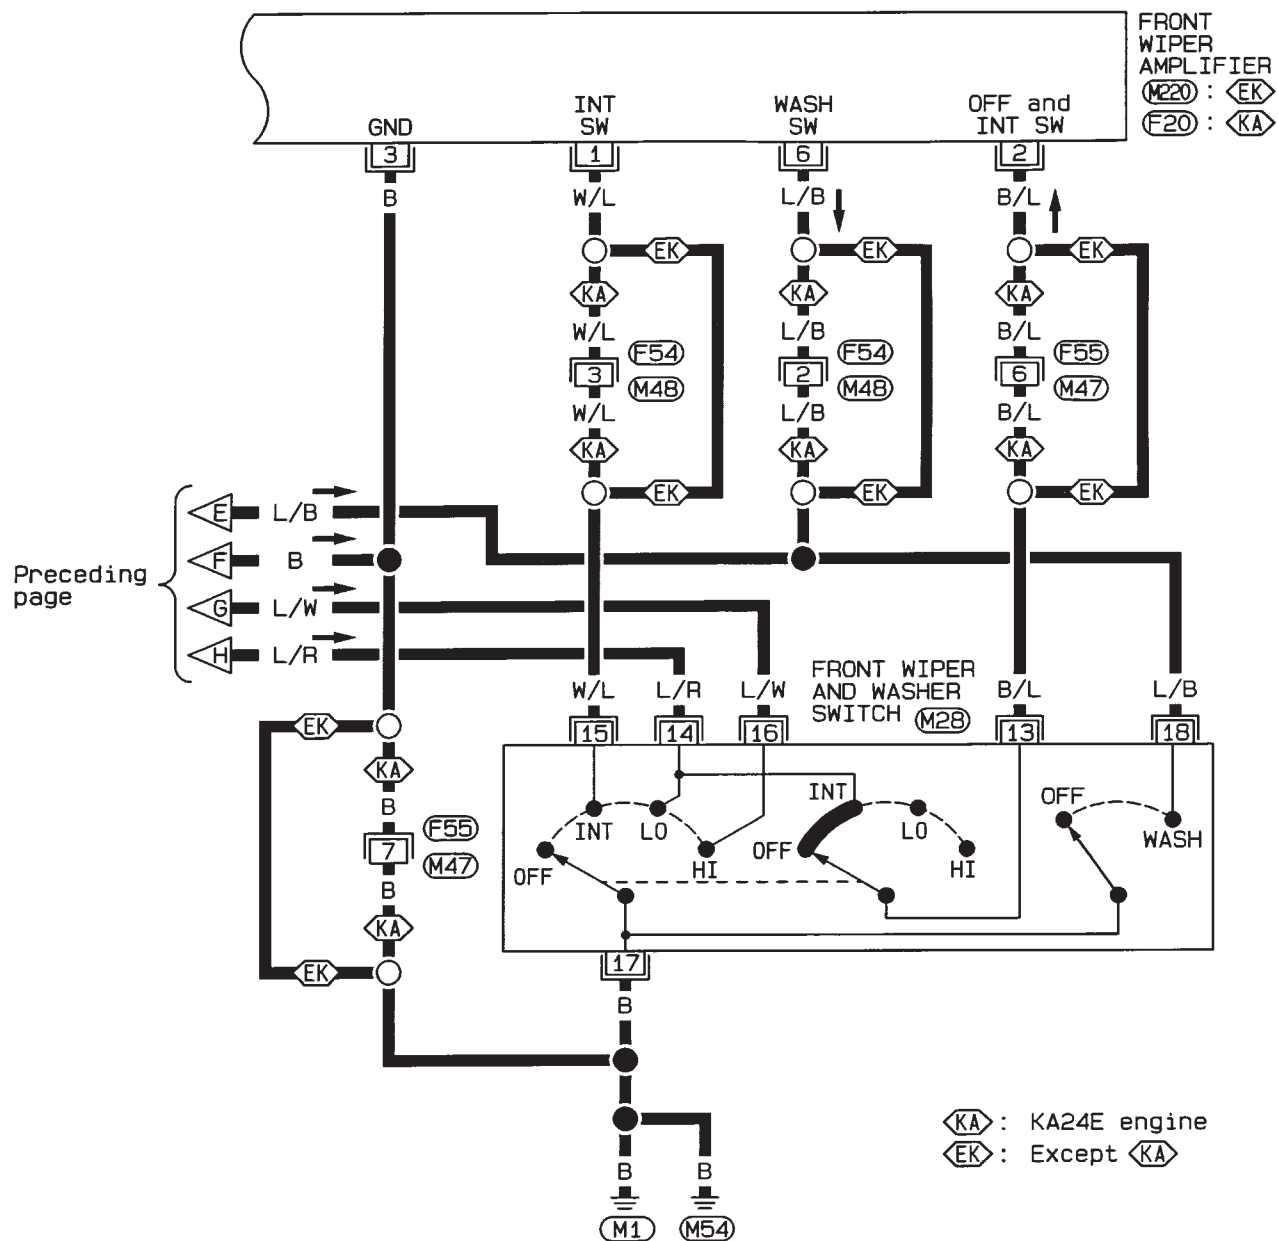 FRONT
WIPER
AMPLIFIER
M220 : EK
F20 : KA
GND
INT
SW
WASH
SW
OFF and
INT SW
3 1 6 2
B W/L L/B B/L
EK EK EK
KA KA KA
W/L L/B B/L
F54 F54 F55
3 2 6
M48 M48 M47
W/L L/B B/L
KA KA KA
EK EK EK
Preceding
page
E L/B
F B
G L/W
H L/R
FRONT WIPER
AND WASHER
SWITCH M28
W/L L/R L/W B/L L/B
15 14 16 13 18
EK
KA
B
F55
7
M47
B
KA
EK
OFF INT LO HI
OFF INT LO HI
OFF WASH
17
B
B B
M1 M54
KA : KA24E engine
EK : Except KA